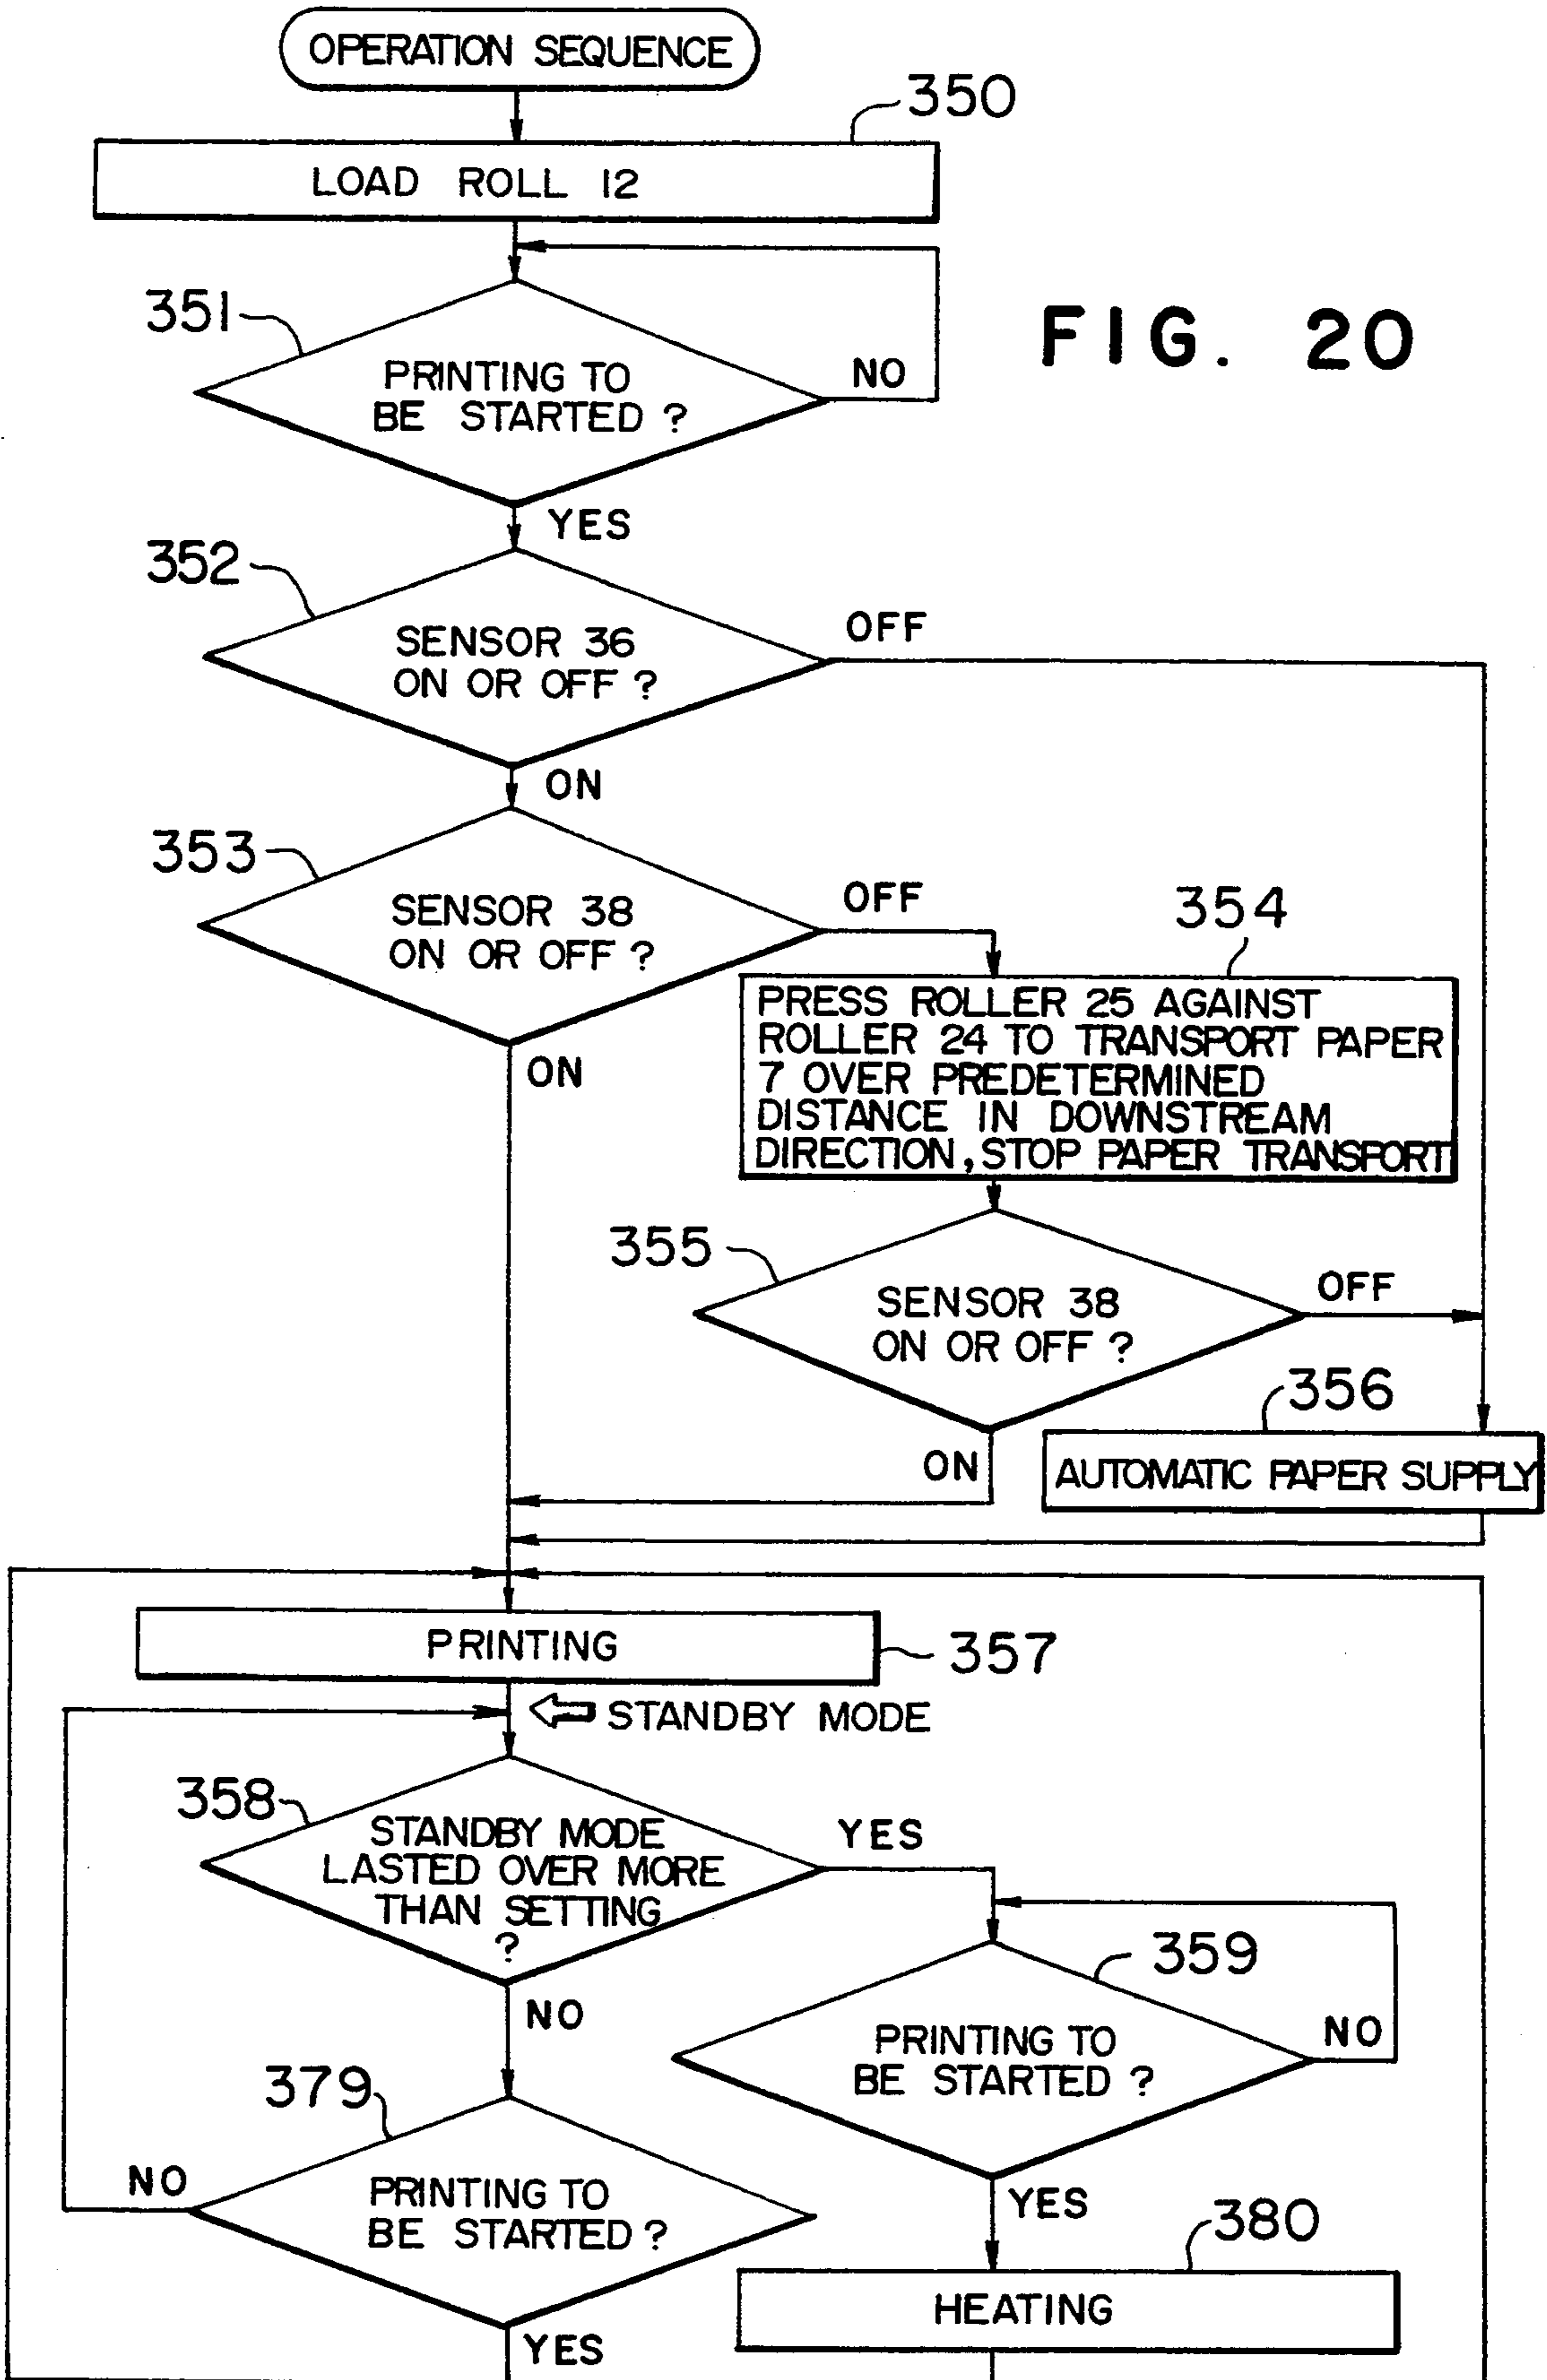 OPERATION SEQUENCE
350
LOAD ROLL 12
351
FIG. 20
PRINTING TO
BE STARTED ?
NO
YES
352
SENSOR 36
ON OR OFF ?
OFF
ON
353
SENSOR 38
ON OR OFF ?
OFF
354
PRESS ROLLER 25 AGAINST
ROLLER 24 TO TRANSPORT PAPER
7 OVER PREDETERMINED
DISTANCE IN DOWNSTREAM
DIRECTION, STOP PAPER TRANSPORT
ON
355
SENSOR 38
ON OR OFF ?
OFF
356
ON
AUTOMATIC PAPER SUPPLY
PRINTING
357
STANDBY MODE
358
STANDBY MODE
LASTED OVER MORE
THAN SETTING
?
YES
359
NO
PRINTING TO
BE STARTED ?
NO
379
NO
PRINTING TO
BE STARTED ?
YES
380
HEATING
YES